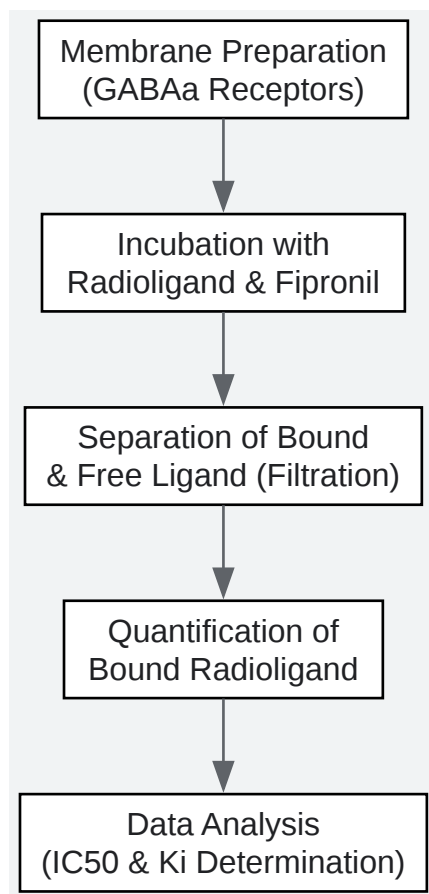 Membrane Preparation
(GABAa Receptors)
Incubation with
Radioligand & Fipronil
Separation of Bound
& Free Ligand (Filtration)
Quantification of
Bound Radioligand
Data Analysis
(IC50 & Ki Determination)